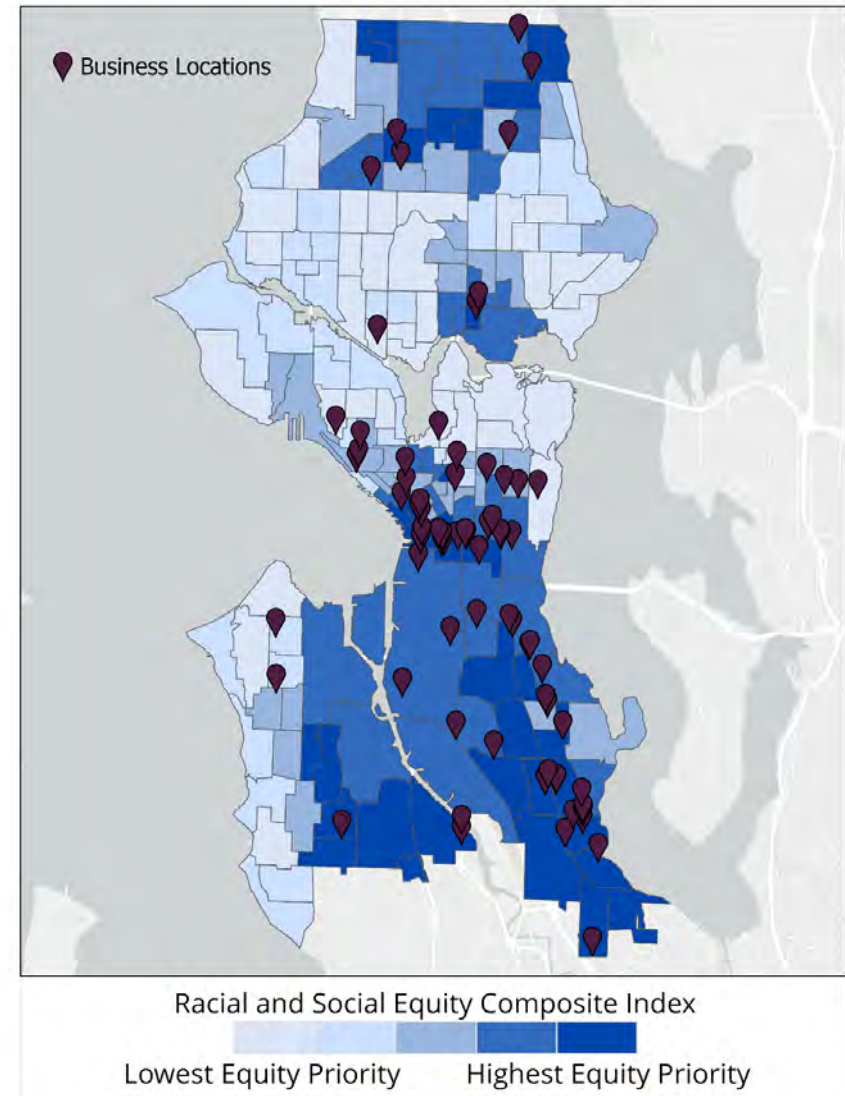 Business Locations
Racial and Social Equity Composite Index
Lowest Equity Priority
Highest Equity Priority